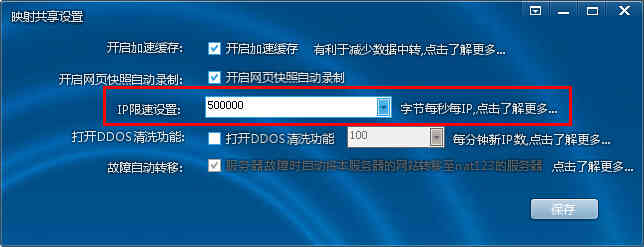 映射共享设置
开启加速缓存: 开启加速缓存 有利于减少数据中转,点击了解更多...
开启网页快照自动录制: 开启网页快照自动录制
IP限速设置: 500000 字节每秒每IP,点击了解更多...
打开DDOS清洗功能: 打开DDOS清洗功能 100 每分钟新IP数,点击了解更多...
故障自动转移: 服务器故障时自动将本服务器的网站转移至nat123的服务器 点击了解更多...
保存